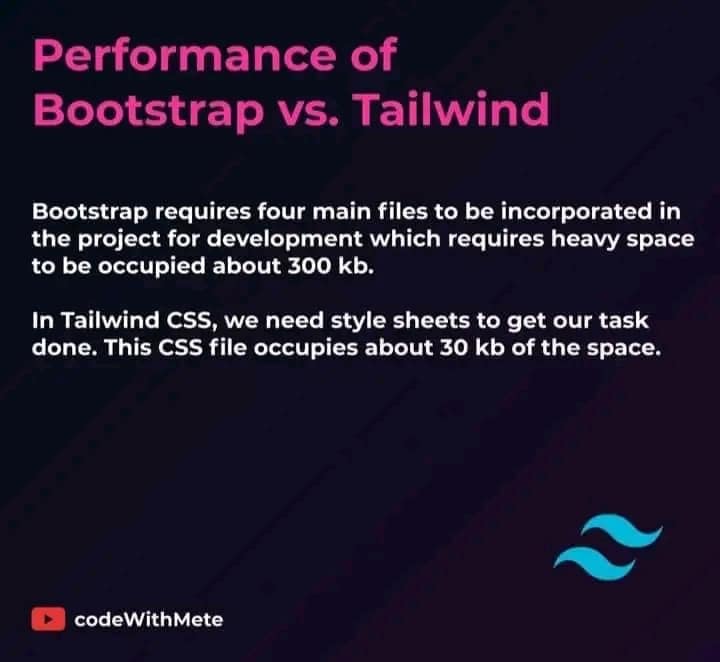 Performance of
Bootstrap vs. Tailwind
Bootstrap requires four main files to be incorporated in
the project for development which requires heavy space
to be occupied about 300 kb.
In Tailwind CSS, we need style sheets to get our task
done. This CSS file occupies about 30 kb of the space.
codeWithMete